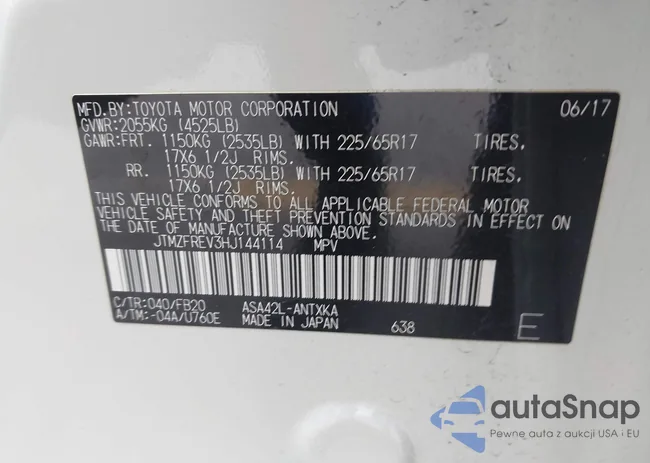 MFD.BY:TOYOTA MOTOR CORPORATION 06/17
GVWR:2055KG (4525LB)
GAWR:FRT. 1150KG (2535LB) WITH 225/65R17 TIRES.
17X6 1/2J RIMS.
RR. 1150KG (2535LB) WITH 225/65R17 TIRES.
17X6 1/2J RIMS.
THIS VEHICLE CONFORMS TO ALL APPLICABLE FEDERAL MOTOR
VEHICLE SAFETY AND THEFT PREVENTION STANDARDS IN EFFECT ON
THE DATE OF MANUFACTURE SHOWN ABOVE.
JTMZFREV3HJ144114 MPV
C/TR:040/FB20 ASA42L-ANTXKA
A/TM:-04A/U760E MADE IN JAPAN 638 E
autaSnap
Pewne auta z aukcji USA i EU